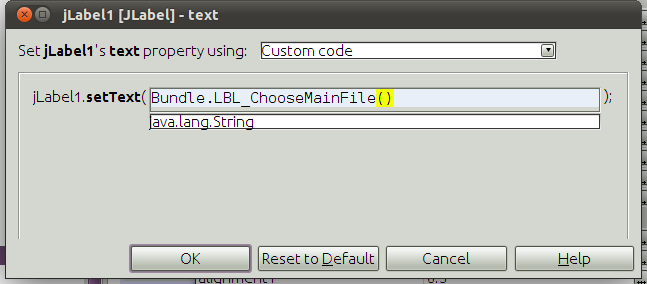 jLabel1 [JLabel] - text
Set jLabel1's text property using: Custom code
jLabel1.setText( Bundle.LBL_ChooseMainFile() );
java.lang.String
OK Reset to Default Cancel Help